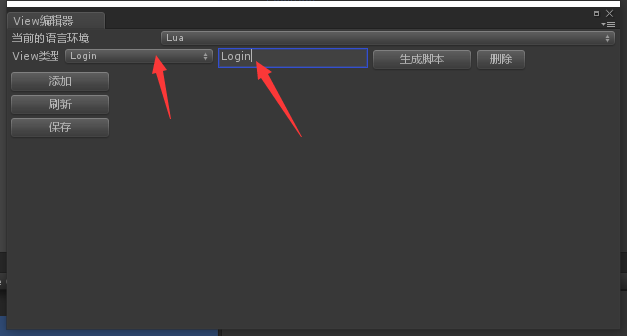 View编辑器
当前的语言环境 Lua
View类型 Login Login 生成脚本 删除
添加
刷新
保存